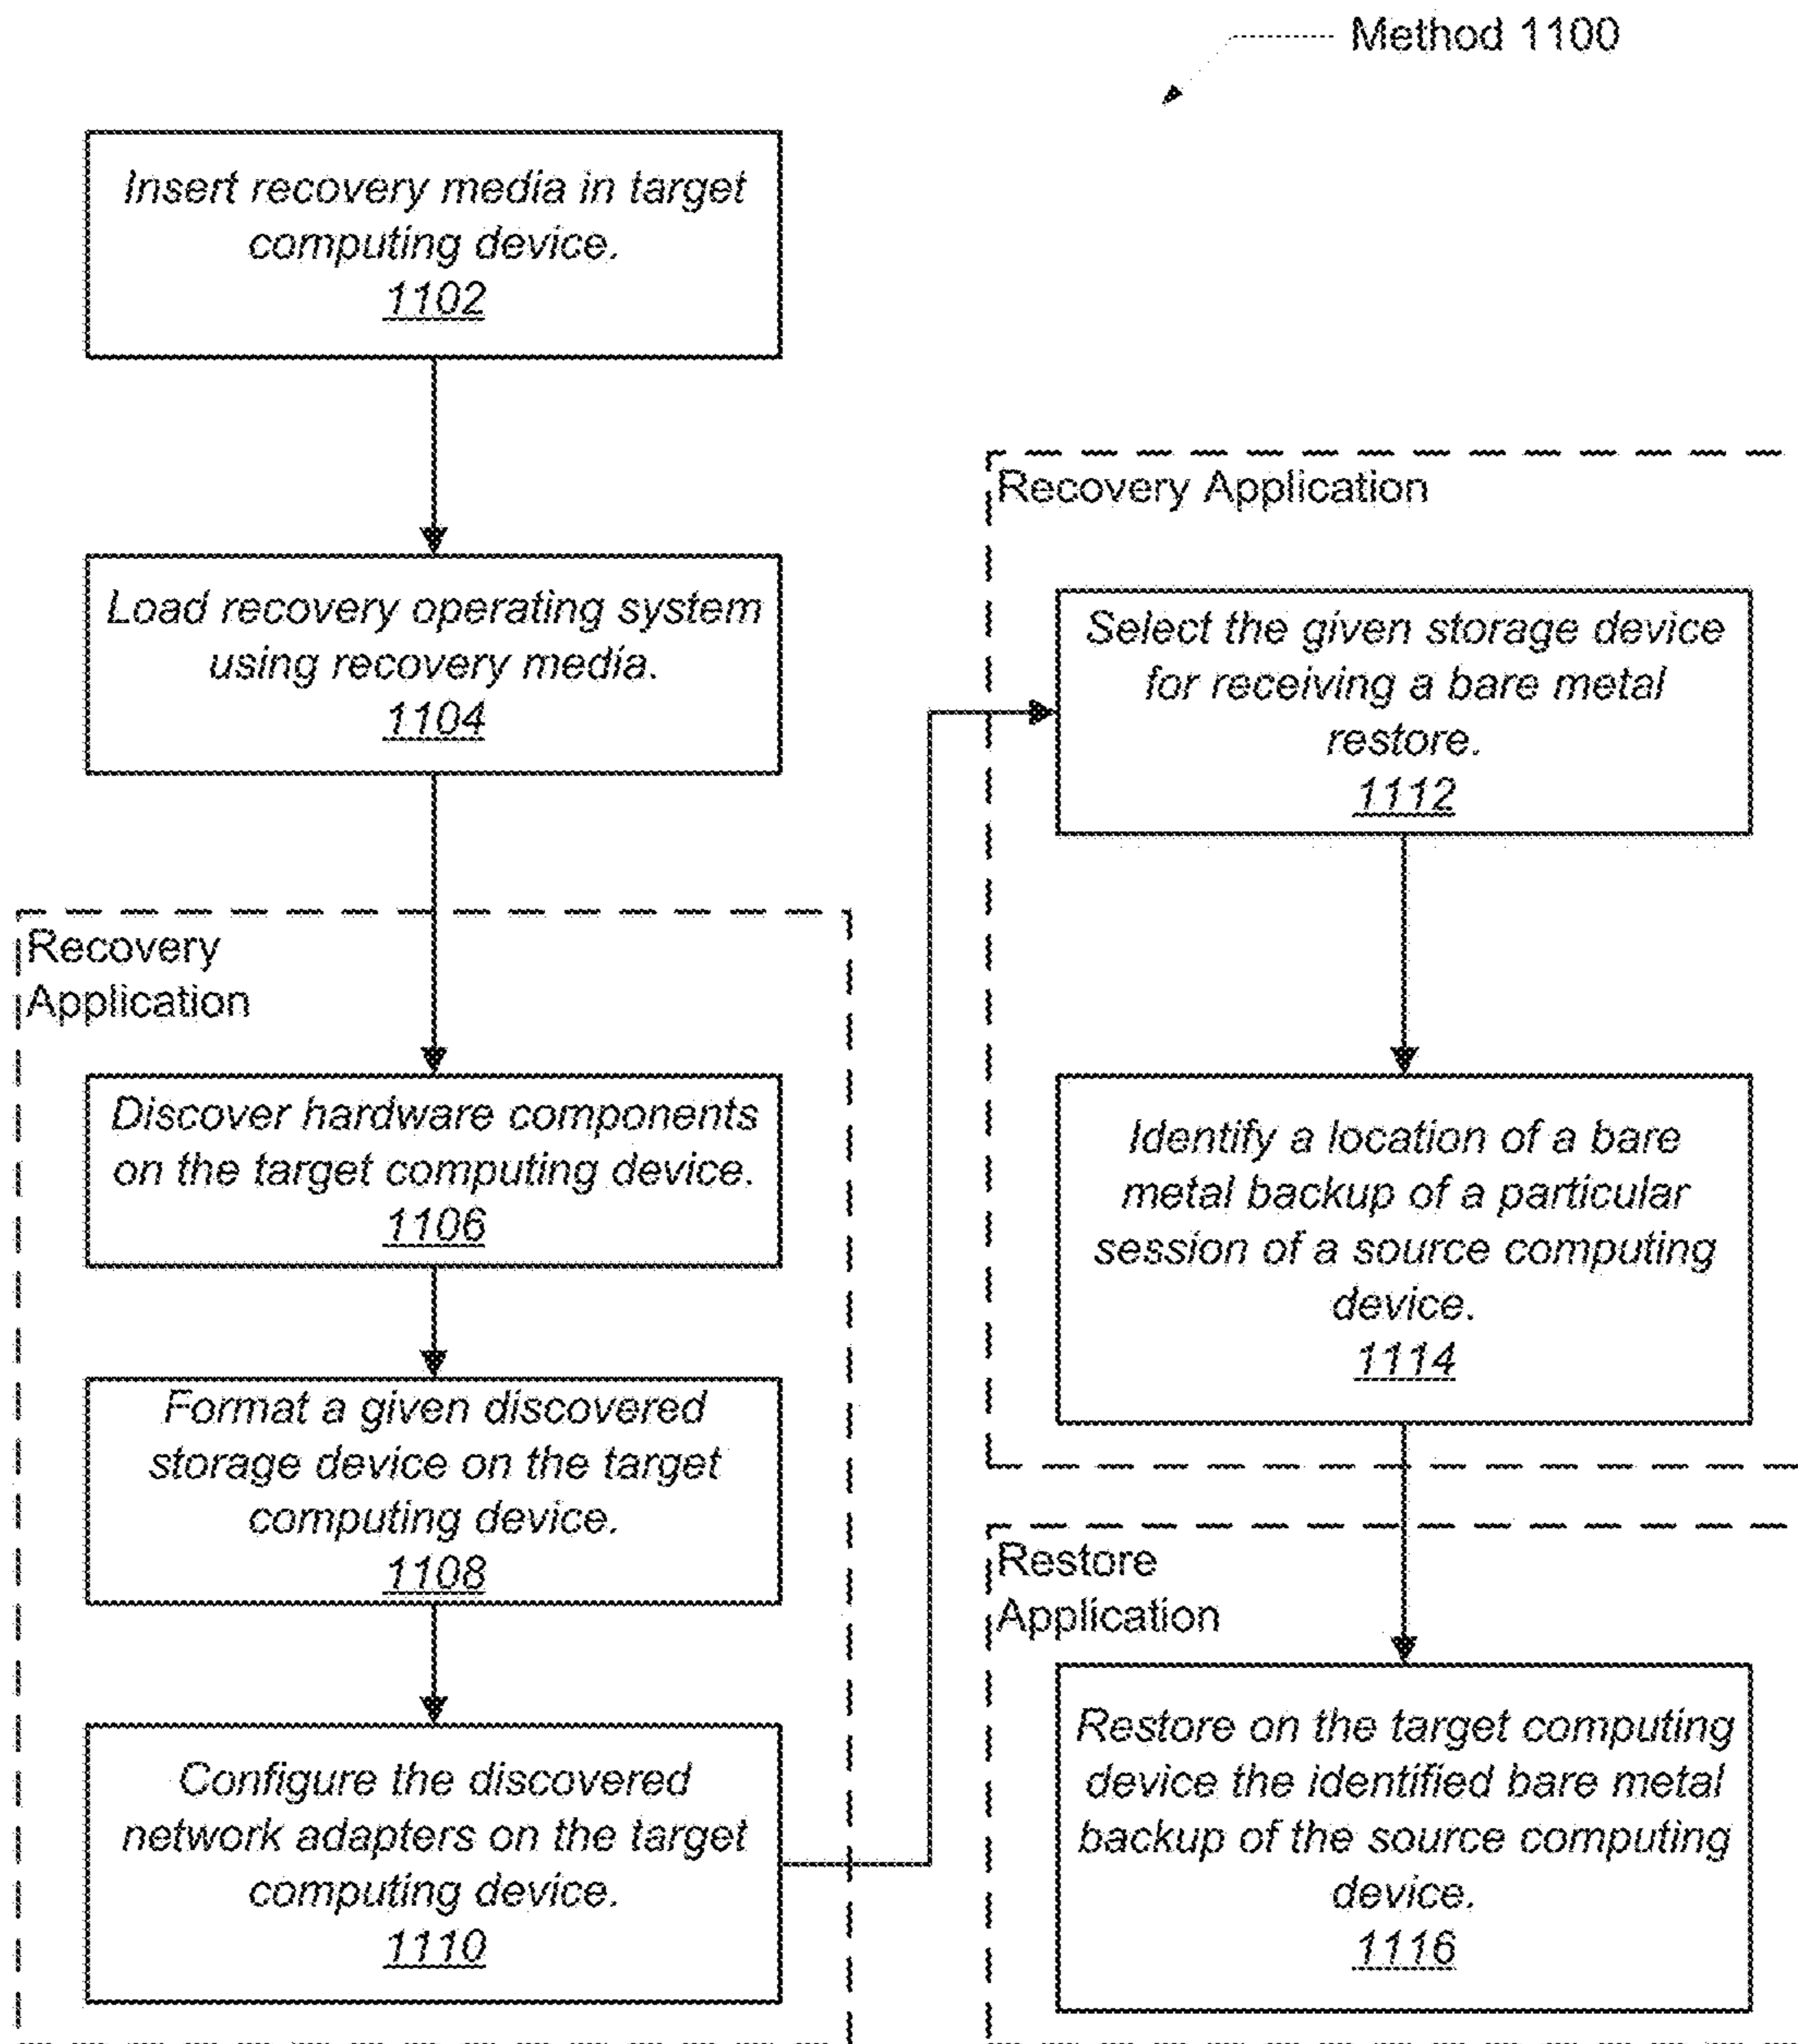 Method 1100
Insert recovery media in target
computing device.
1102
Load recovery operating system
using recovery media.
1104
Recovery
Application
Discover hardware components
on the target computing device.
1106
Format a given discovered
storage device on the target
computing device.
1108
Configure the discovered
network adapters on the target
computing device.
1110
Recovery Application
Select the given storage device
for receiving a bare metal
restore.
1112
Identify a location of a bare
metal backup of a particular
session of a source computing
device.
1114
Restore
Application
Restore on the target computing
device the identified bare metal
backup of the source computing
device.
1116